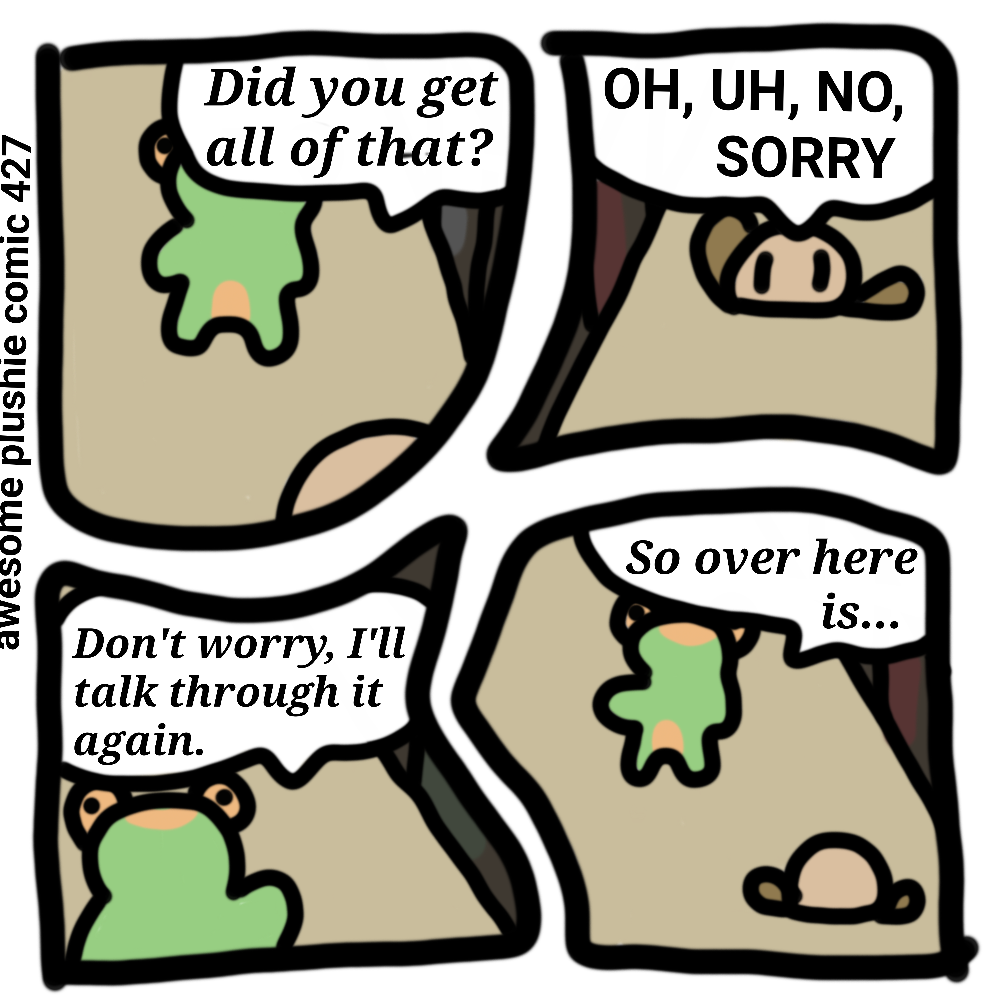 awesome plushie comic 427
Did you get
all of that?
OH, UH, NO,
SORRY
Don't worry, I'll
talk through it
again.
So over here
is...